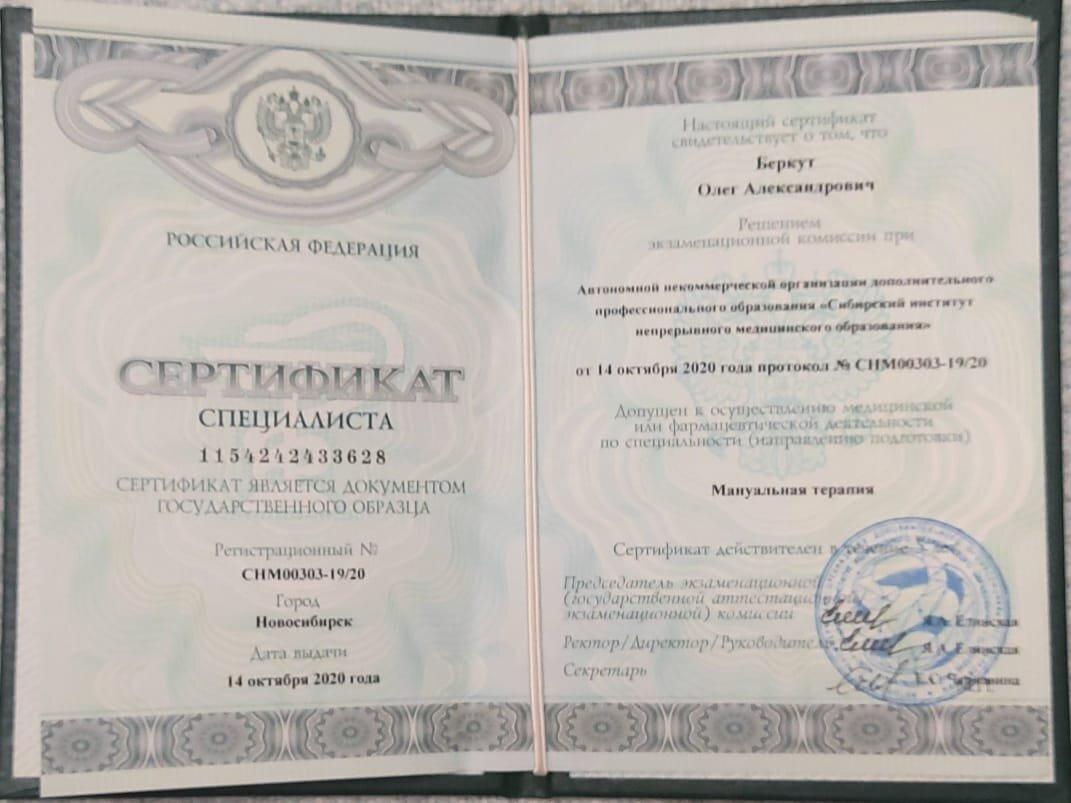 РОССИЙСКАЯ ФЕДЕРАЦИЯ
СЕРТИФИКАТ
СПЕЦИАЛИСТА
1154242433628
СЕРТИФИКАТ ЯВЛЯЕТСЯ ДОКУМЕНТОМ
ГОСУДАРСТВЕННОГО ОБРАЗЦА
Регистрационный №
СНМ00303-19/20
Город
Новосибирск
Дата выдачи
14 октября 2020 года
Настоящий сертификат
свидетельствует о том, что
Беркут
Олег Александрович
Решением
экзаменационной комиссии при
Автономной некоммерческой организации дополнительного
профессионального образования «Сибирский институт
непрерывного медицинского образования»
от 14 октября 2020 года протокол № СНМ00303-19/20
Допущен к осуществлению медицинской
или фармацевтической деятельности
по специальности (направлению подготовки)
Мануальная терапия
Сертификат действителен в течение 5 лет
Председатель экзаменационной
(государственной аттестационной
экзаменационной) комиссии
Ректор/Директор/Руководитель
Секретарь